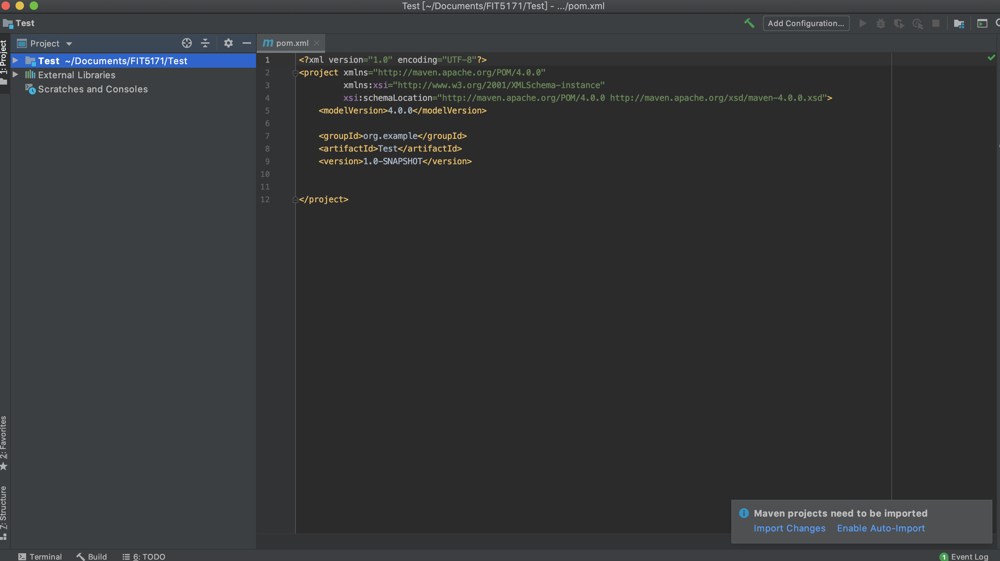 Test [~/Documents/FIT5171/Test] - .../pom.xml
Test
Add Configuration...
1: Project
Project
pom.xml
Test ~/Documents/FIT5171/Test
External Libraries
Scratches and Consoles
1 <?xml version="1.0" encoding="UTF-8"?>
2 <project xmlns="http://maven.apache.org/POM/4.0.0"
3 xmlns:xsi="http://www.w3.org/2001/XMLSchema-instance"
4 xsi:schemaLocation="http://maven.apache.org/POM/4.0.0 http://maven.apache.org/xsd/maven-4.0.0.xsd">
5 <modelVersion>4.0.0</modelVersion>
6
7 <groupId>org.example</groupId>
8 <artifactId>Test</artifactId>
9 <version>1.0-SNAPSHOT</version>
10
11
12 </project>
2: Favorites
7: Structure
Maven projects need to be imported
Import Changes Enable Auto-Import
Terminal Build 6: TODO
1 Event Log